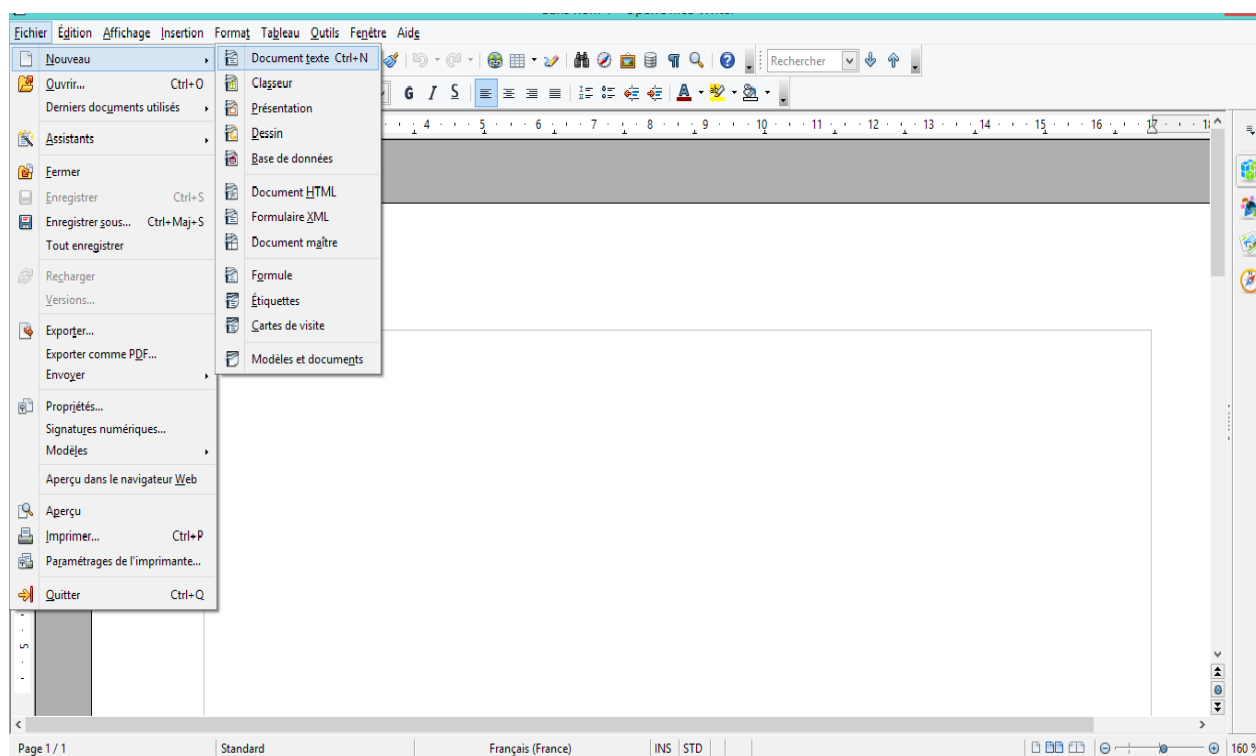 Fichier Édition Affichage Insertion Format Tableau Outils Fenêtre Aide
Nouveau
Ouvrir... Ctrl+O
Derniers documents utilisés
Assistants
Fermer
Enregistrer Ctrl+S
Enregistrer sous... Ctrl+Maj+S
Tout enregistrer
Recharger
Versions...
Exporter...
Exporter comme PDF...
Envoyer
Propriétés...
Signatures numériques...
Modèles
Aperçu dans le navigateur Web
Aperçu
Imprimer... Ctrl+P
Paramétrages de l'imprimante...
Quitter Ctrl+Q
Document texte Ctrl+N
Classeur
Présentation
Dessin
Base de données
Document HTML
Formulaire XML
Document maître
Formule
Étiquettes
Cartes de visite
Modèles et documents
Rechercher
G I S
4 5 6 7 8 9 10 11 12 13 14 15 16 17 18
5
Page 1 / 1 Standard Français (France) INS STD 160 %